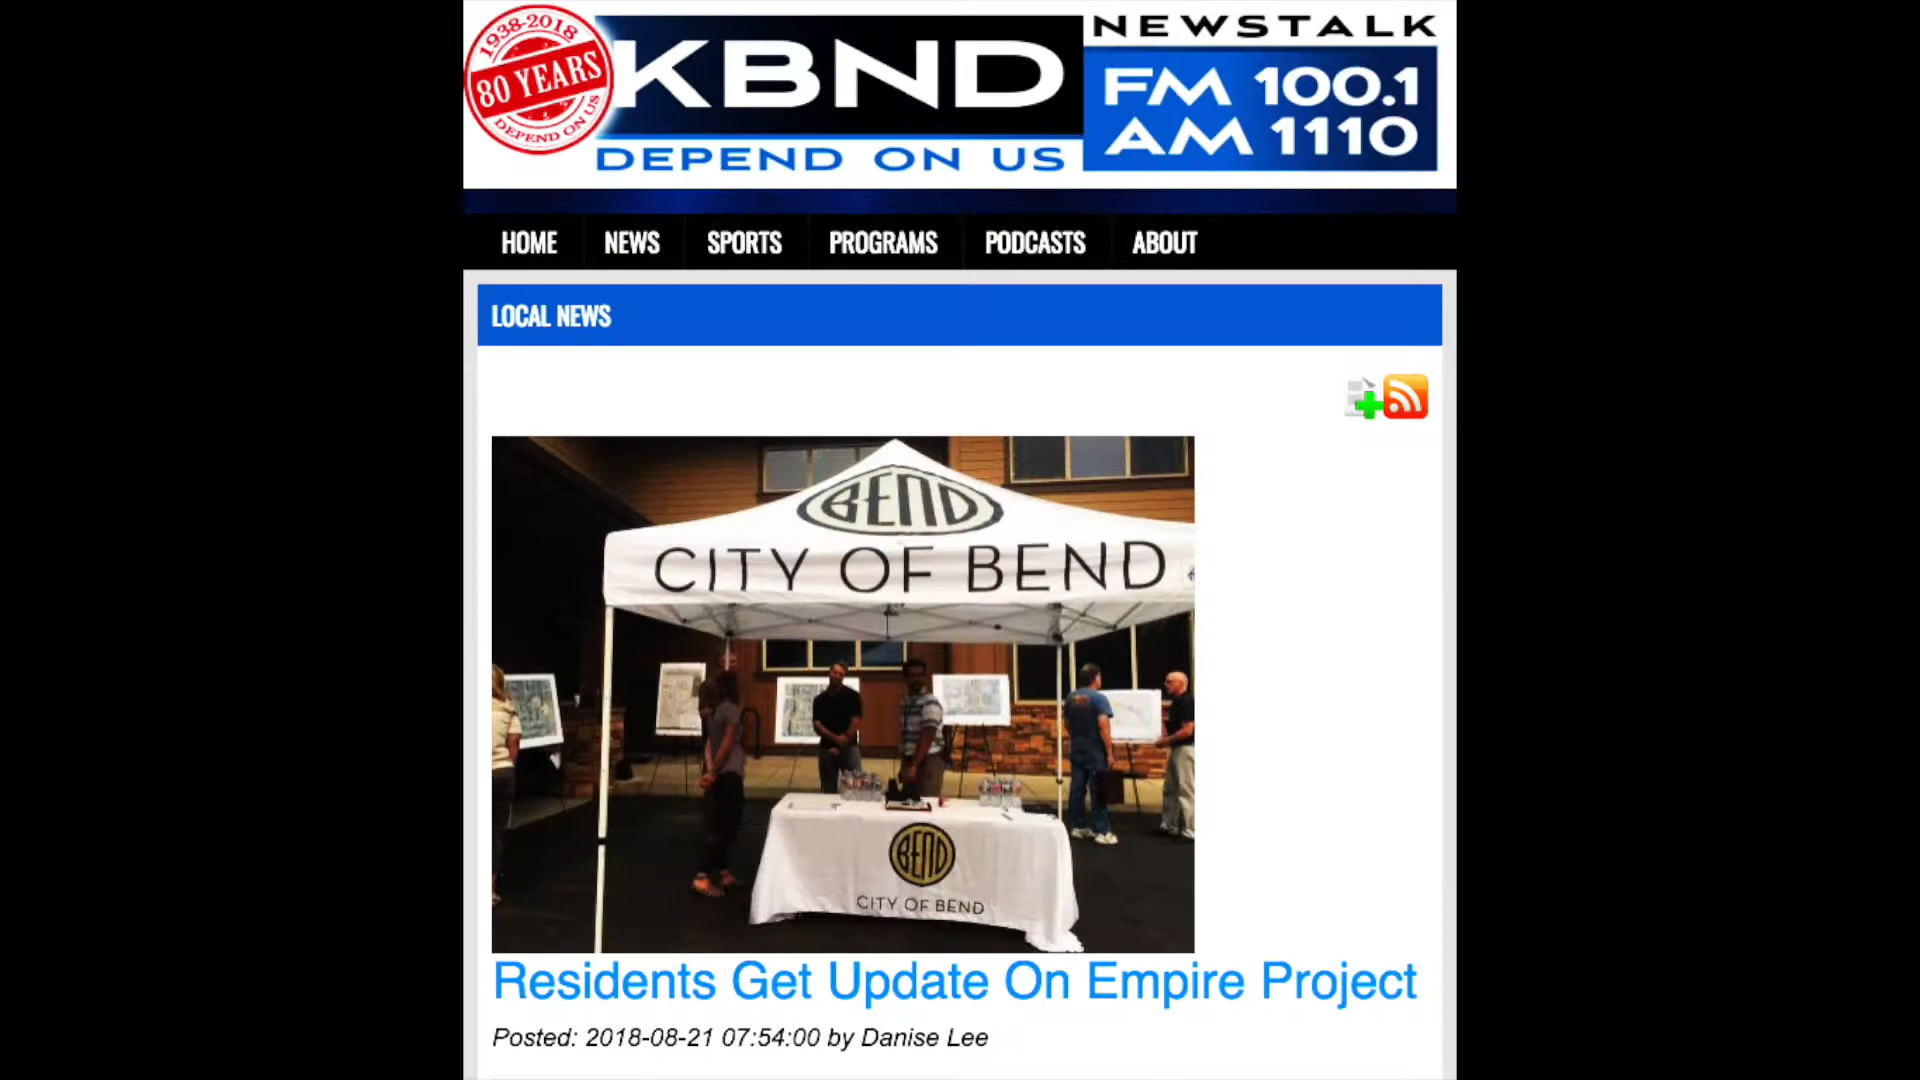 1938-2018
80 YEARS
DEPEND ON US
KBND
DEPEND ON US
NEWSTALK
FM 100.1
AM 1110
HOME NEWS SPORTS PROGRAMS PODCASTS ABOUT
LOCAL NEWS
BEND
CITY OF BEND
BEND
CITY OF BEND
Residents Get Update On Empire Project
Posted: 2018-08-21 07:54:00 by Danise Lee